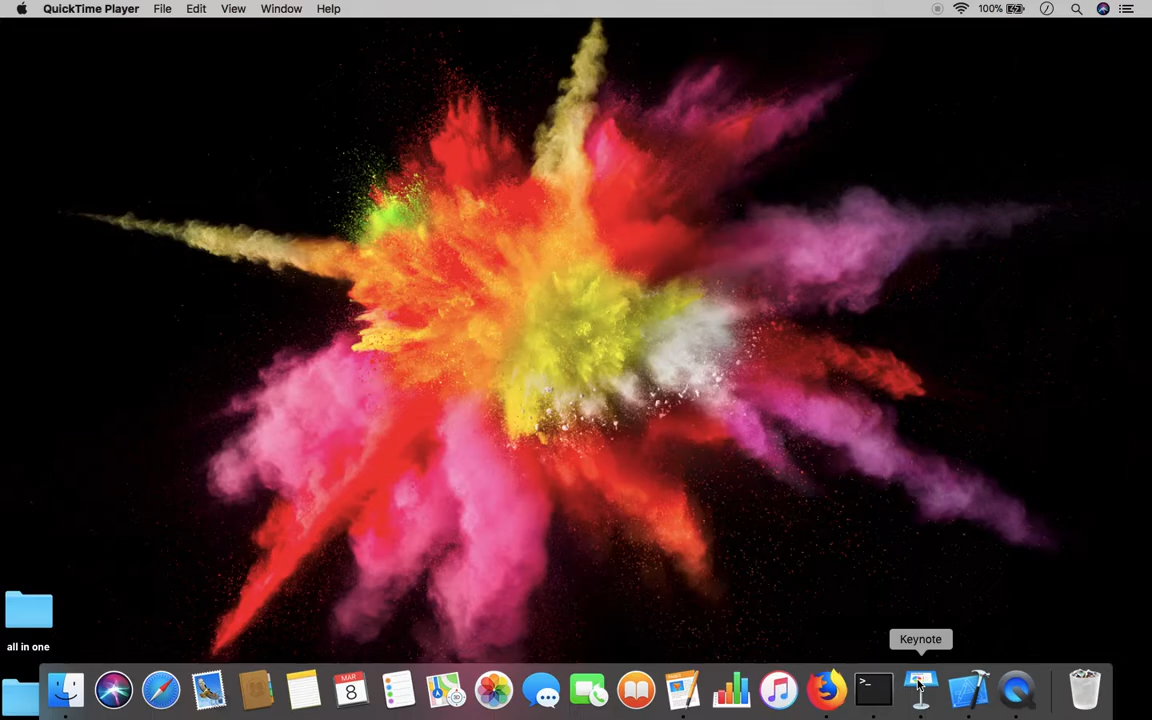 QuickTime Player File Edit View Window Help 100%
all in one
Keynote
MAR
8
>_